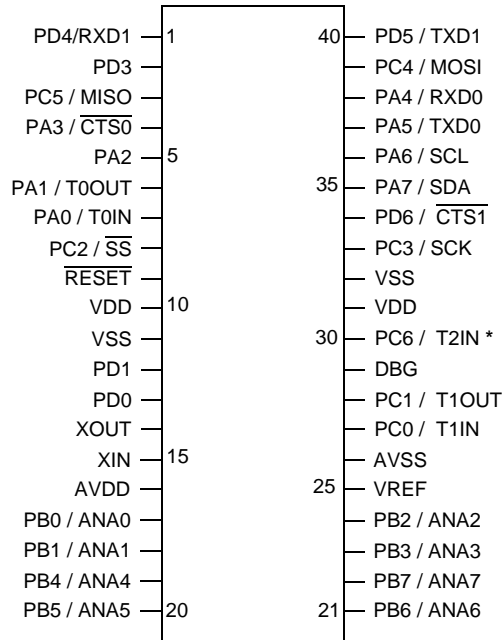 PD4/RXD1 1 40 PD5 / TXD1
PD3 PC4 / MOSI
PC5 / MISO PA4 / RXD0
PA3 / CTS0 PA5 / TXD0
PA2 5 PA6 / SCL
PA1 / T0OUT 35 PA7 / SDA
PA0 / T0IN PD6 / CTS1
PC2 / SS PC3 / SCK
RESET VSS
VDD 10 VDD
VSS 30 PC6 / T2IN *
PD1 DBG
PD0 PC1 / T1OUT
XOUT PC0 / T1IN
XIN 15 AVSS
AVDD 25 VREF
PB0 / ANA0 PB2 / ANA2
PB1 / ANA1 PB3 / ANA3
PB4 / ANA4 PB7 / ANA7
PB5 / ANA5 20 21 PB6 / ANA6